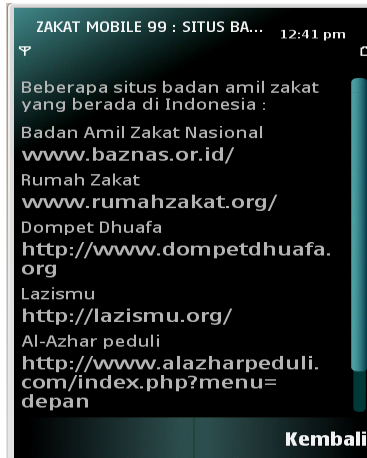 ZAKAT MOBILE 99 : SITUS BA...
12:41 pm
Beberapa situs badan amil zakat
yang berada di Indonesia :
Badan Amil Zakat Nasional
www.baznas.or.id/
Rumah Zakat
www.rumahzakat.org/
Dompet Dhuafa
http://www.dompetdhuafa.
org
Lazismu
http://lazismu.org/
Al-Azhar peduli
http://www.alazharpeduli.
com/index.php?menu=
depan
Kembali